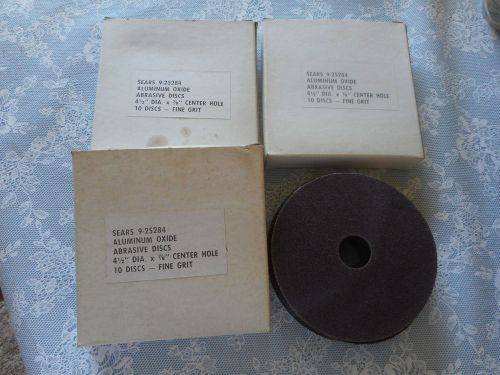 SEARS 9-25284
ALUMINUM OXIDE
ABRASIVE DISCS
4½" DIA. x ⅞" CENTER HOLE
10 DISCS — FINE GRIT
SEARS 9-25284
ALUMINUM OXIDE
ABRASIVE DISCS
4½" DIA. x ⅞" CENTER HOLE
10 DISCS — FINE GRIT
SEARS 9-25284
ALUMINUM OXIDE
ABRASIVE DISCS
4½" DIA. x ⅞" CENTER HOLE
10 DISCS — FINE GRIT